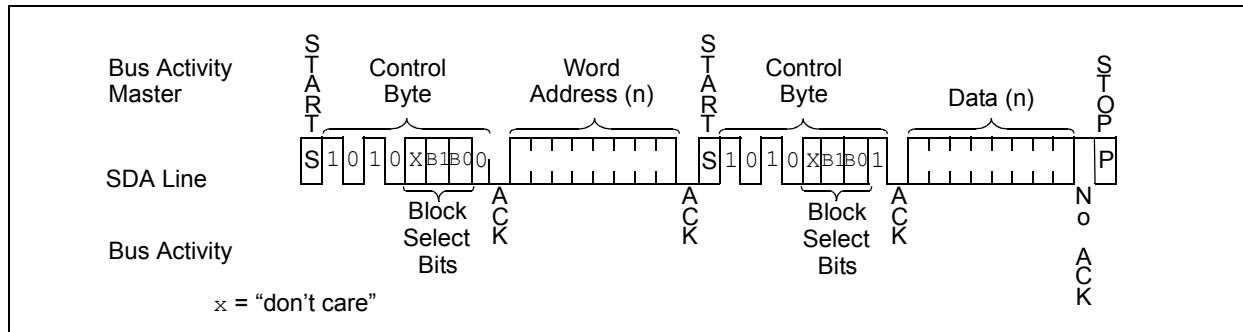 START
Bus Activity
Master
Control
Byte
Word
Address (n)
START
Control
Byte
Data (n)
STOP
SDA Line
S 1 0 1 0 X B1 B0 0
S 1 0 1 0 X B1 B0 1
P
Bus Activity
Block
Select
Bits
ACK
ACK
Block
Select
Bits
ACK
No ACK
x = “don’t care”